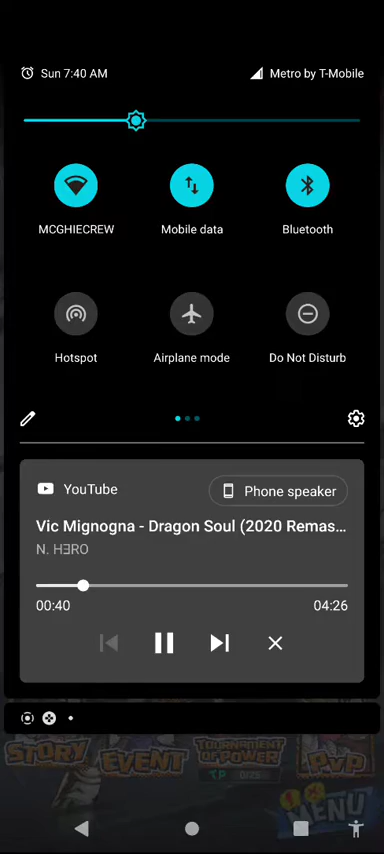 Sun 7:40 AM
Metro by T-Mobile
MCGHIECREW
Mobile data
Bluetooth
Hotspot
Airplane mode
Do Not Disturb
YouTube
Phone speaker
Vic Mignogna - Dragon Soul (2020 Remas...
N. HƎRO
00:40
04:26
STORY
EVENT
TOURNAMENT
OF POWER
PvP
MENU